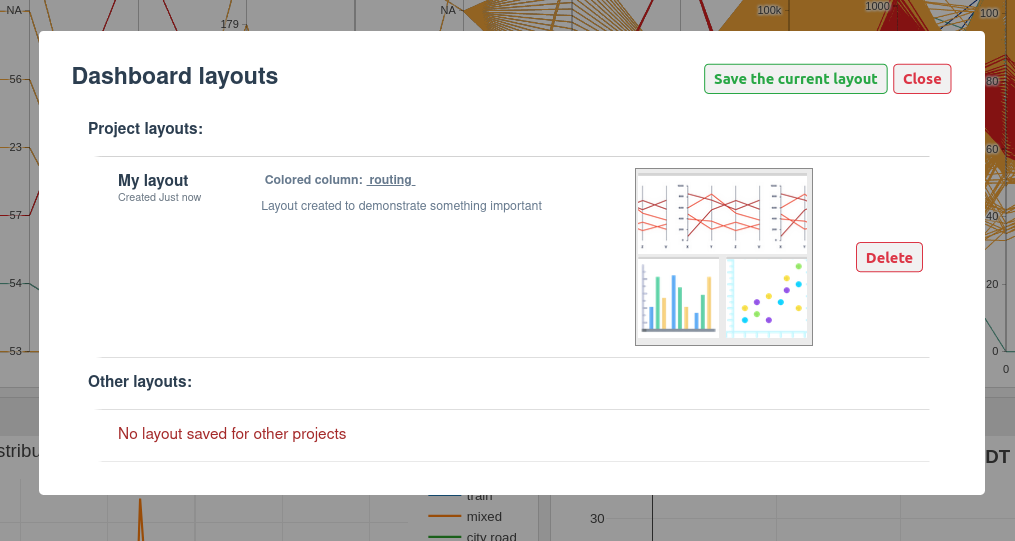 NA
NA
100k
1000
100
179
56
80
23
60
57
40
54
20
53
0
0
Dashboard layouts
Save the current layout
Close
Project layouts:
My layout
Created Just now
Colored column: routing
Layout created to demonstrate something important
Delete
Other layouts:
No layout saved for other projects
stribu
DT
train
mixed
city road
30